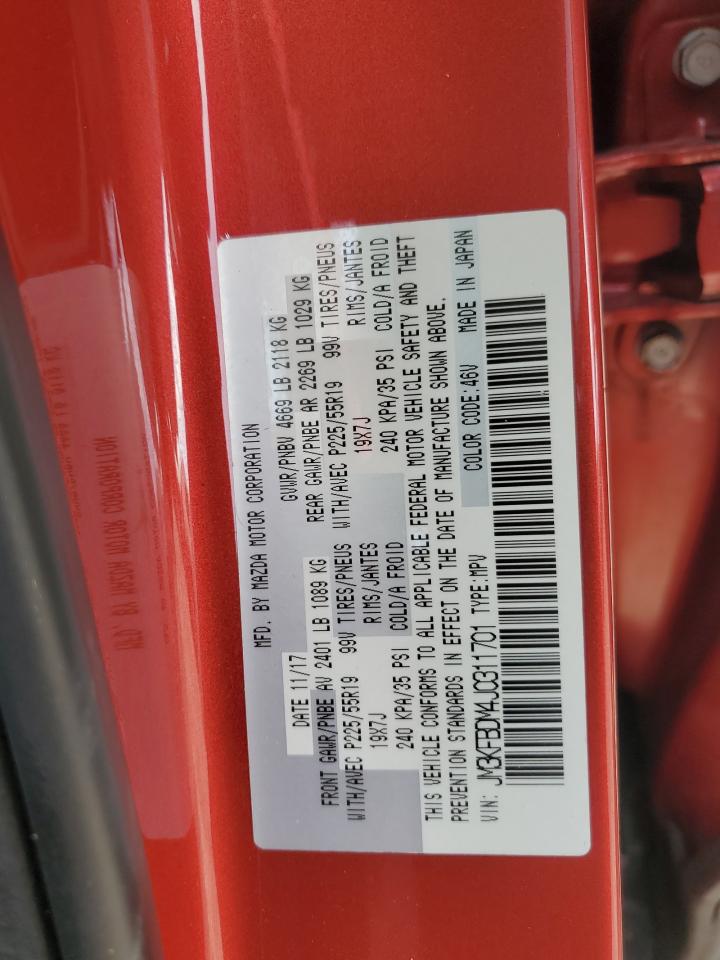 MFD. BY MAZDA MOTOR CORPORATION
DATE 11/17 GVWR/PNBV 4669 LB 2118 KG
FRONT GAWR/PNBE AV 2401 LB 1089 KG REAR GAWR/PNBE AR 2269 LB 1029 KG
WITH/AVEC P225/55R19 99V TIRES/PNEUS WITH/AVEC P225/55R19 99V TIRES/PNEUS
19X7J RIMS/JANTES 19X7J RIMS/JANTES
240 KPA/35 PSI COLD/A FROID 240 KPA/35 PSI COLD/A FROID
THIS VEHICLE CONFORMS TO ALL APPLICABLE FEDERAL MOTOR VEHICLE SAFETY AND THEFT
PREVENTION STANDARDS IN EFFECT ON THE DATE OF MANUFACTURE SHOWN ABOVE.
VIN: JM3KFBDM4J0311701 TYPE:MPV COLOR CODE:46V MADE IN JAPAN